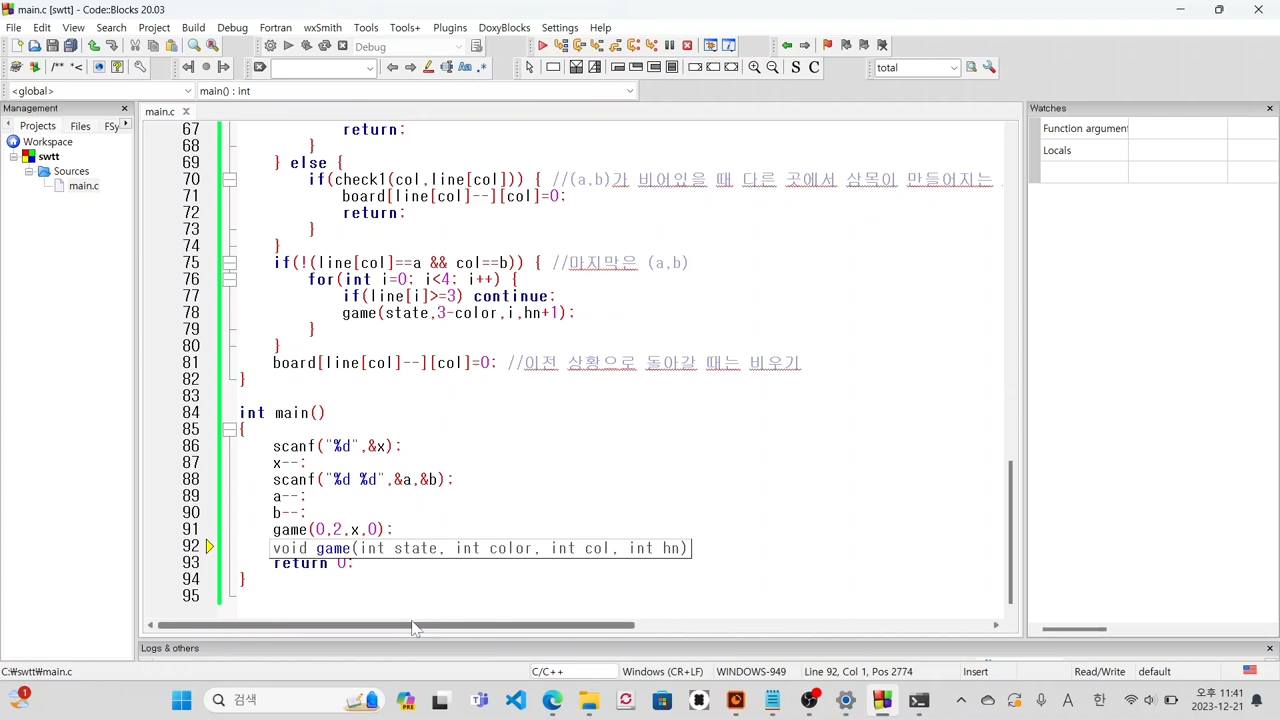 main.c [swtt] - Code::Blocks 20.03
File Edit View Search Project Build Debug Fortran wxSmith Tools Tools+ Plugins DoxyBlocks Settings Help
Debug
total
<global> main() : int
Management
main.c
Watches
Projects Files FSy
Workspace
swtt
Sources
main.c
Function argumen
Locals
67 return;
68 }
69 } else {
70 if(check1(col,line[col])) { //(a,b)가 비어있을 때 다른 곳에서 삼목이 만들어지는
71 board[line[col]--][col]=0;
72 return;
73 }
74 }
75 if(!(line[col]==a && col==b)) { //마지막은 (a,b)
76 for(int i=0; i<4; i++) {
77 if(line[i]>=3) continue;
78 game(state,3-color,i,hn+1);
79 }
80 }
81 board[line[col]--][col]=0; //이전 상황으로 돌아갈 때는 비우기
82 }
83
84 int main()
85 {
86 scanf("%d",&x);
87 x--;
88 scanf("%d %d",&a,&b);
89 a--;
90 b--;
91 game(0,2,x,0);
92 void game(int state, int color, int col, int hn)
93 return 0;
94 }
95
Logs & others
C:₩swtt₩main.c C/C++ Windows (CR+LF) WINDOWS-949 Line 92, Col 1, Pos 2774 Insert Read/Write default
1 검색 PRE A 한 오후 11:41
2023-12-21